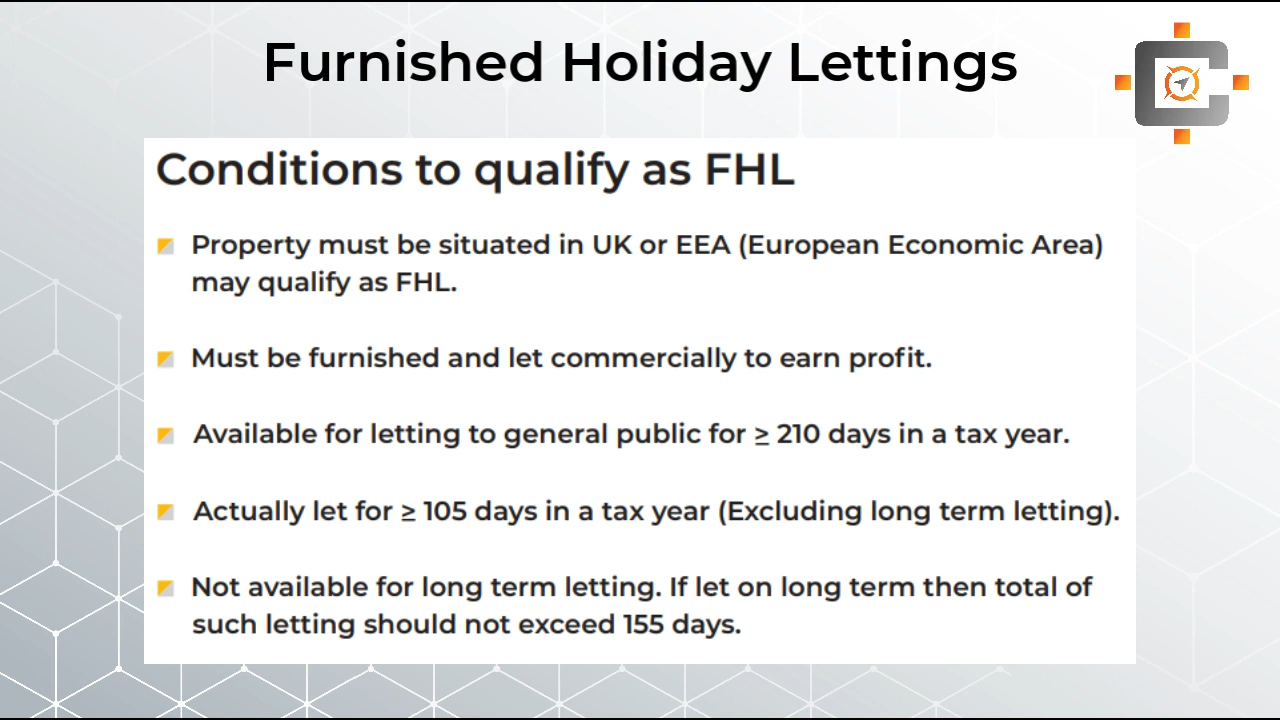 Furnished Holiday Lettings
Conditions to qualify as FHL
Property must be situated in UK or EEA (European Economic Area)
may qualify as FHL.
Must be furnished and let commercially to earn profit.
Available for letting to general public for ≥ 210 days in a tax year.
Actually let for ≥ 105 days in a tax year (Excluding long term letting).
Not available for long term letting. If let on long term then total of
such letting should not exceed 155 days.